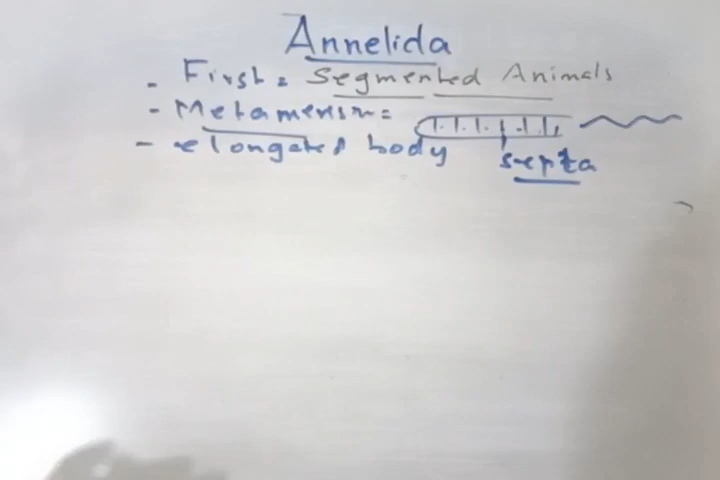 Annelida
- First = Segmented Animals
- Metamerism =
- elongated body
septa